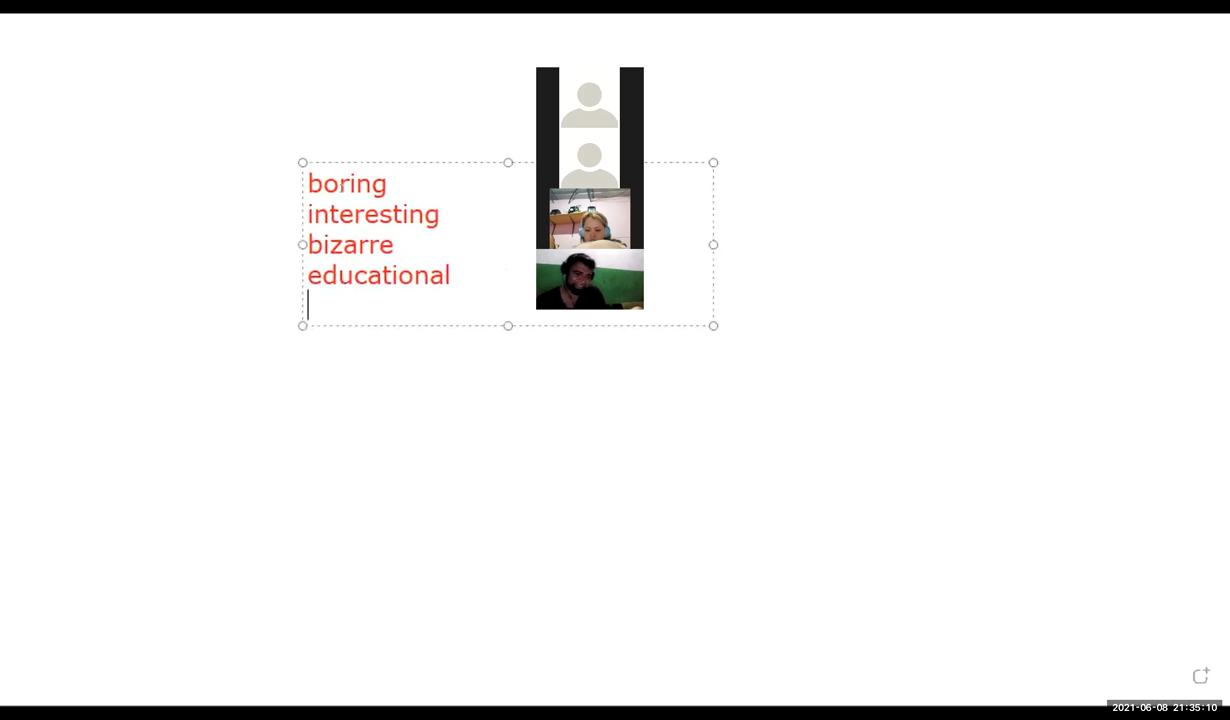 boring
interesting
bizarre
educational
2021-06-08 21:35:10